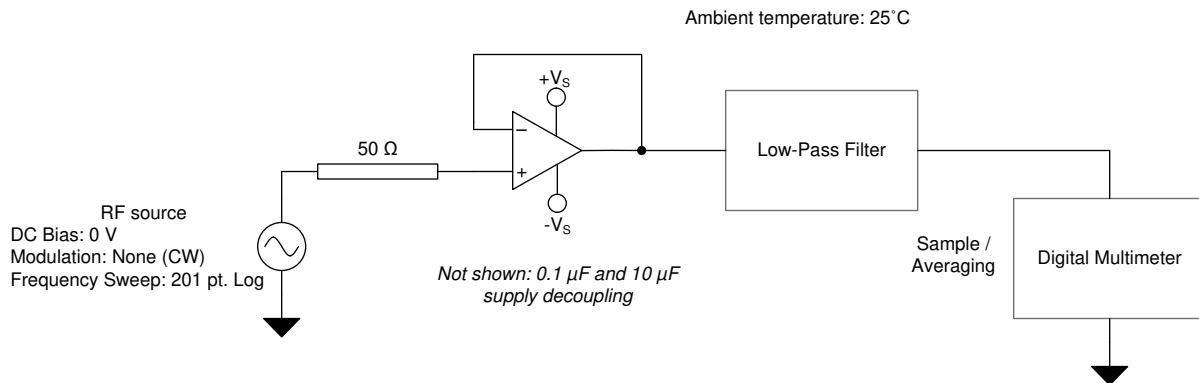 Ambient temperature: 25˚C
+VS
−
50 Ω
+
Low-Pass Filter
-VS
RF source
DC Bias: 0 V
Modulation: None (CW)
Frequency Sweep: 201 pt. Log
Not shown: 0.1 µF and 10 µF
supply decoupling
Sample /
Averaging
Digital Multimeter